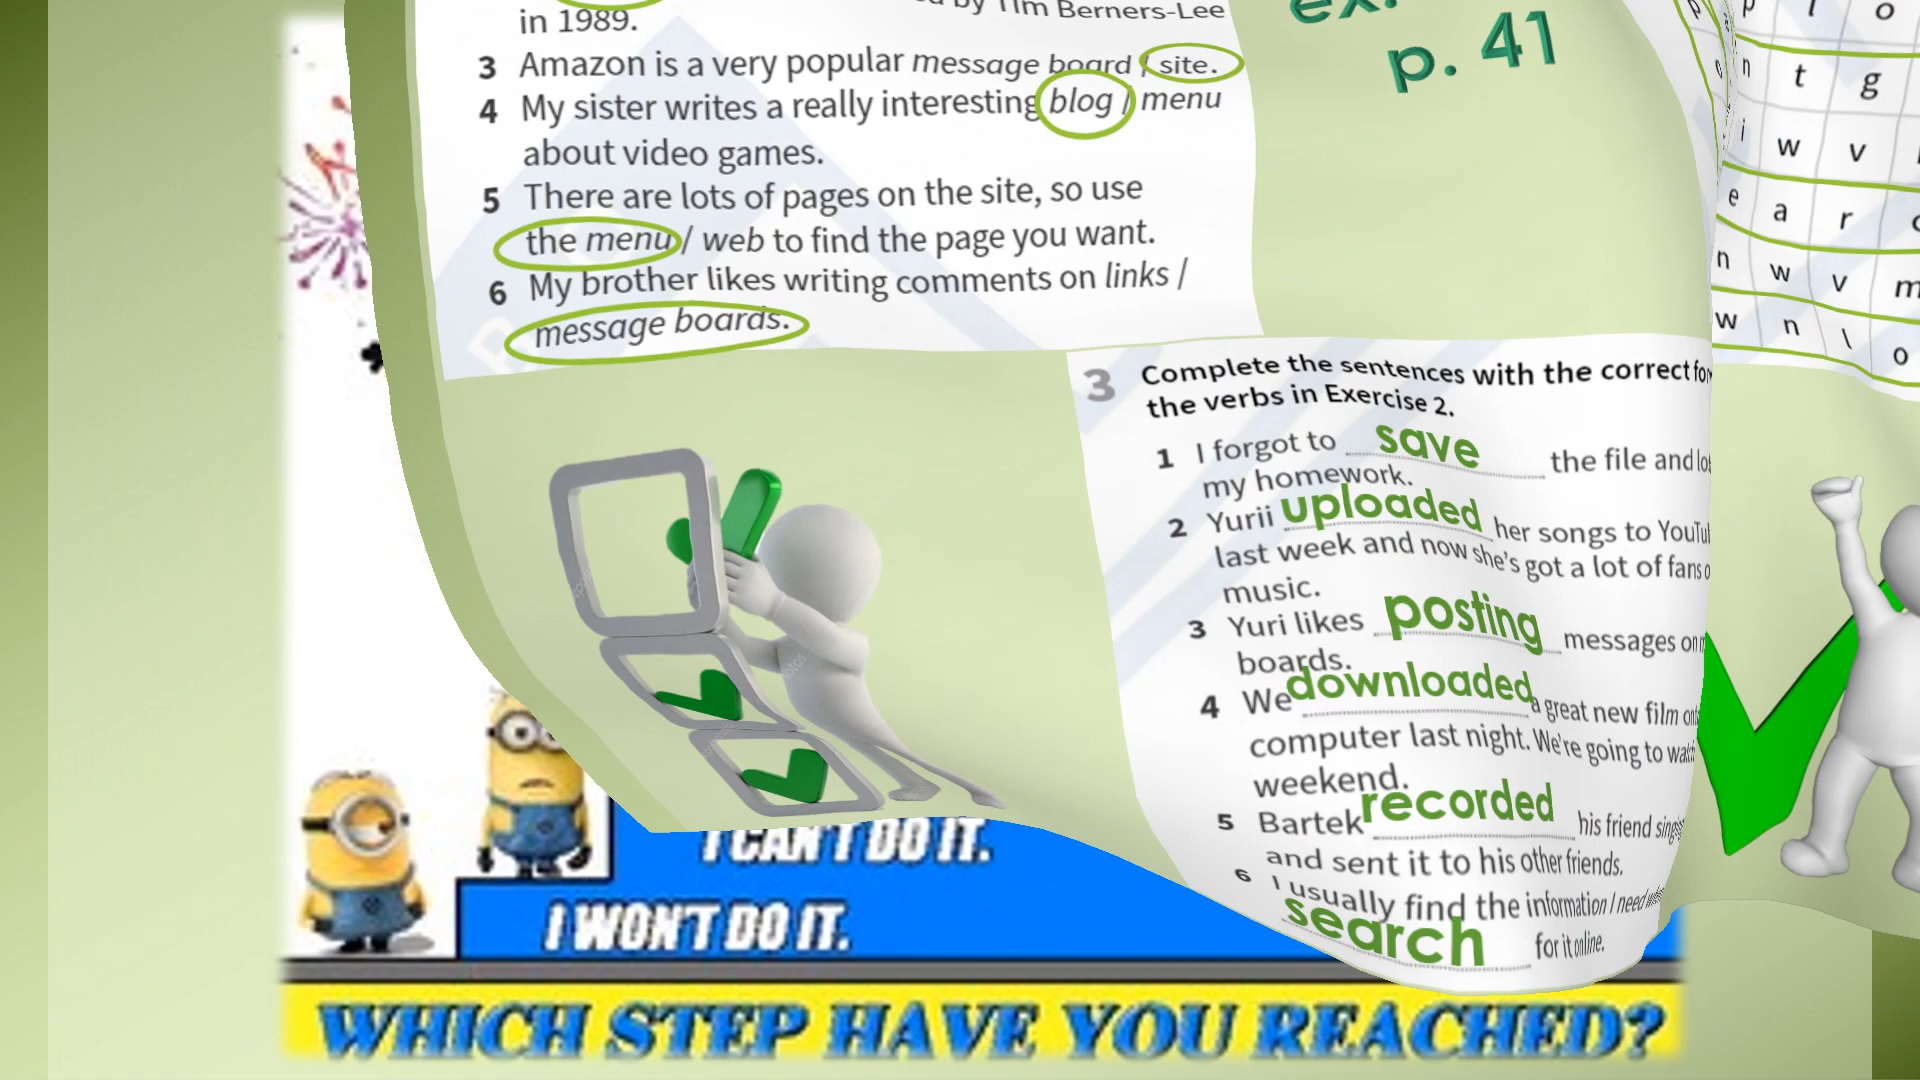 in 1989.
by Tim Berners-Lee
3 Amazon is a very popular message board / site.
4 My sister writes a really interesting blog / menu
about video games.
5 There are lots of pages on the site, so use
the menu / web to find the page you want.
6 My brother likes writing comments on links /
message boards.
ex.
p. 41
3 Complete the sentences with the correct
the verbs in Exercise 2.
1 I forgot to save the file and
my homework.
2 Yurii uploaded her songs to
last week and now she's got a lot of fans
music.
3 Yuri likes posting messages on
boards.
4 We downloaded a great new film
computer last night. We're going to
weekend.
5 Bartek recorded his friend
and sent it to his other friends.
6 I usually find the information I need
search for it online.
n t g
i w v
e a r
n w v m
w n l o
I CAN'T DO IT.
I WON'T DO IT.
WHICH STEP HAVE YOU REACHED?